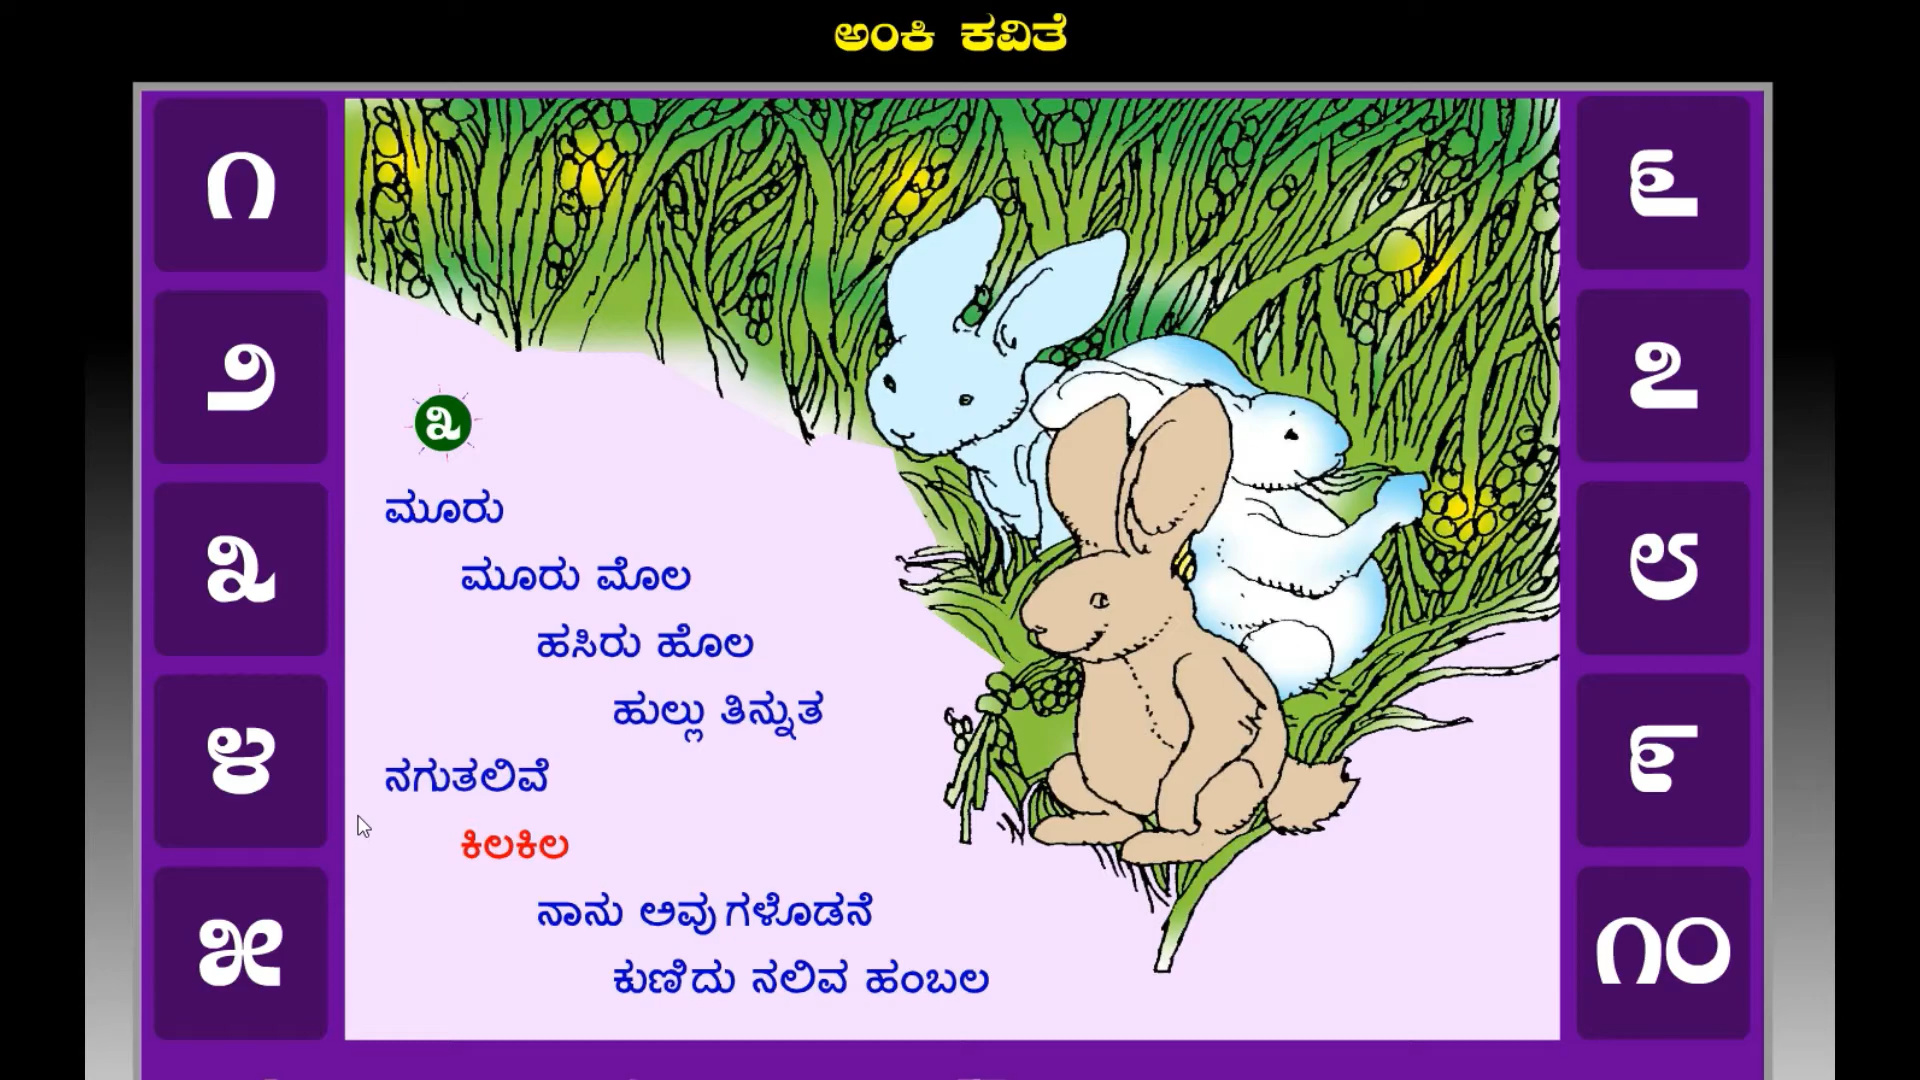 ಅಂಕಿ ಕವಿತೆ
೧
೨
೩
೪
೫
೩
ಮೂರು
ಮೂರು ಮೊಲ
ಹಸಿರು ಹೊಲ
ಹುಲ್ಲು ತಿನ್ನುತ
ನಗುತಲಿವೆ
ಕಿಲಕಿಲ
ನಾನು ಅವುಗಳೊಡನೆ
ಕುಣಿದು ನಲಿವ ಹಂಬಲ
೬
೭
೮
೯
೧೦